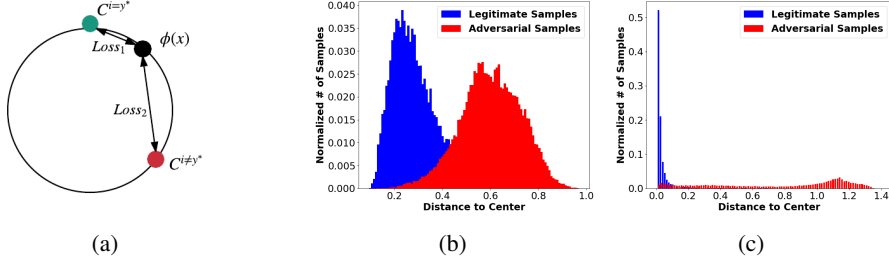 C^{i=y*}
ϕ(x)
Loss₁
Loss₂
C^{i≠y*}
(a)
Normalized # of Samples
0.040
0.035
0.030
0.025
0.020
0.015
0.010
0.005
0.000
Legitimate Samples
Adversarial Samples
0.2 0.4 0.6 0.8 1.0
Distance to Center
(b)
Normalized # of Samples
0.5
0.4
0.3
0.2
0.1
0.0
Legitimate Samples
Adversarial Samples
0.0 0.2 0.4 0.6 0.8 1.0 1.2 1.4
Distance to Center
(c)